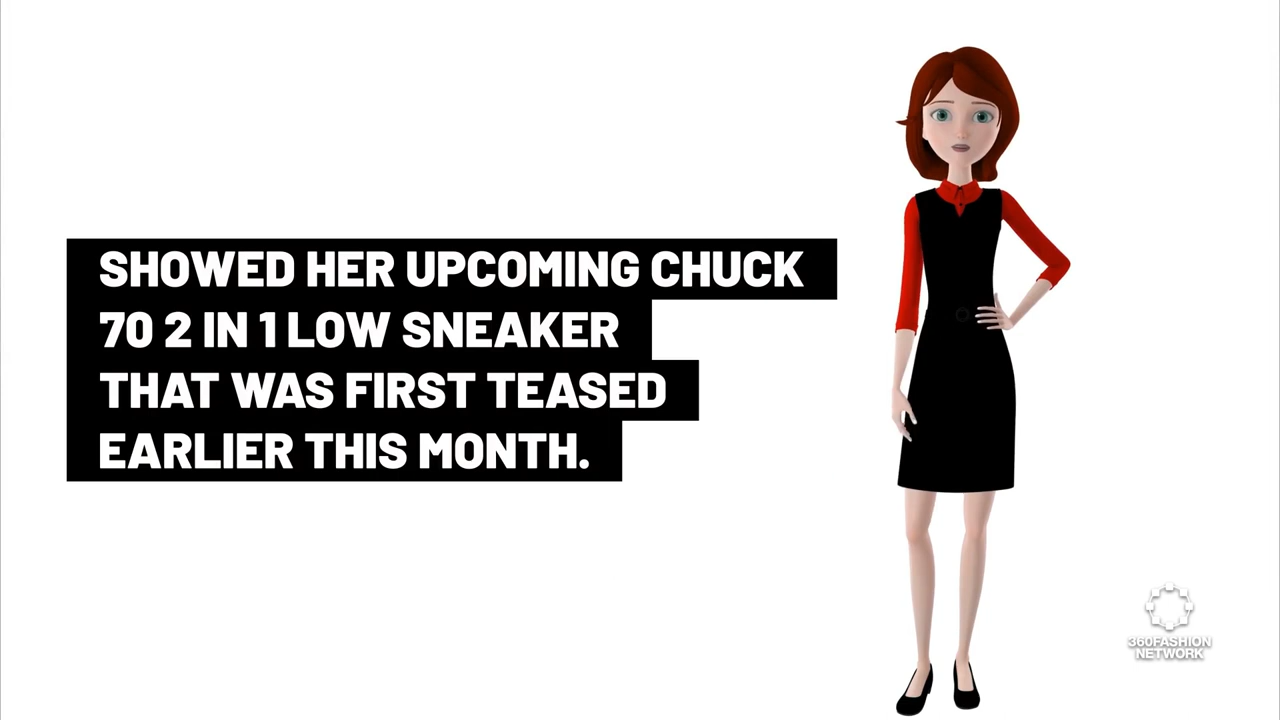 SHOWED HER UPCOMING CHUCK
70 2 IN 1 LOW SNEAKER
THAT WAS FIRST TEASED
EARLIER THIS MONTH.
360FASHION
NETWORK